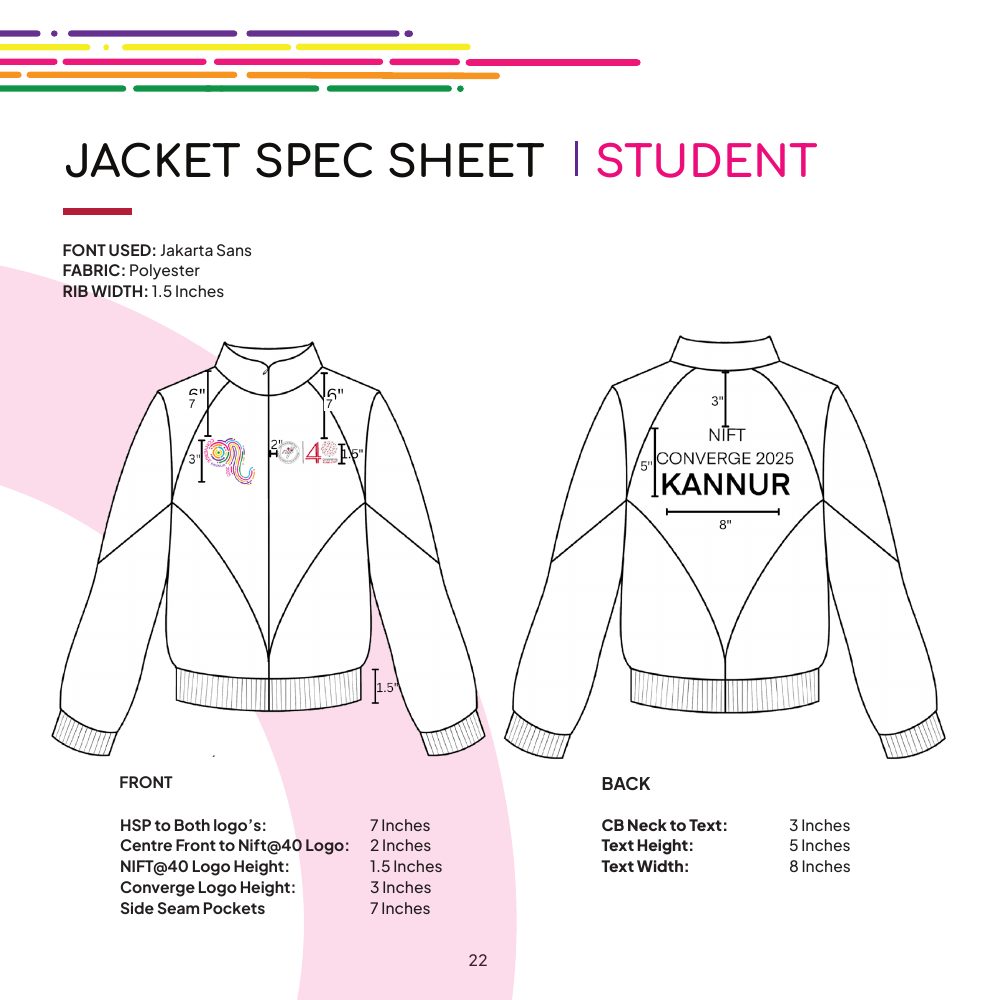 JACKET SPEC SHEET | STUDENT
FONT USED: Jakarta Sans
FABRIC: Polyester
RIB WIDTH: 1.5 Inches
6"
7
6"
7
3"
2"
40
1.5"
1.5"
3"
NIFT
5"
CONVERGE 2025
KANNUR
8"
FRONT
HSP to Both logo’s: 7 Inches
Centre Front to Nift@40 Logo: 2 Inches
NIFT@40 Logo Height: 1.5 Inches
Converge Logo Height: 3 Inches
Side Seam Pockets 7 Inches
BACK
CB Neck to Text: 3 Inches
Text Height: 5 Inches
Text Width: 8 Inches
22